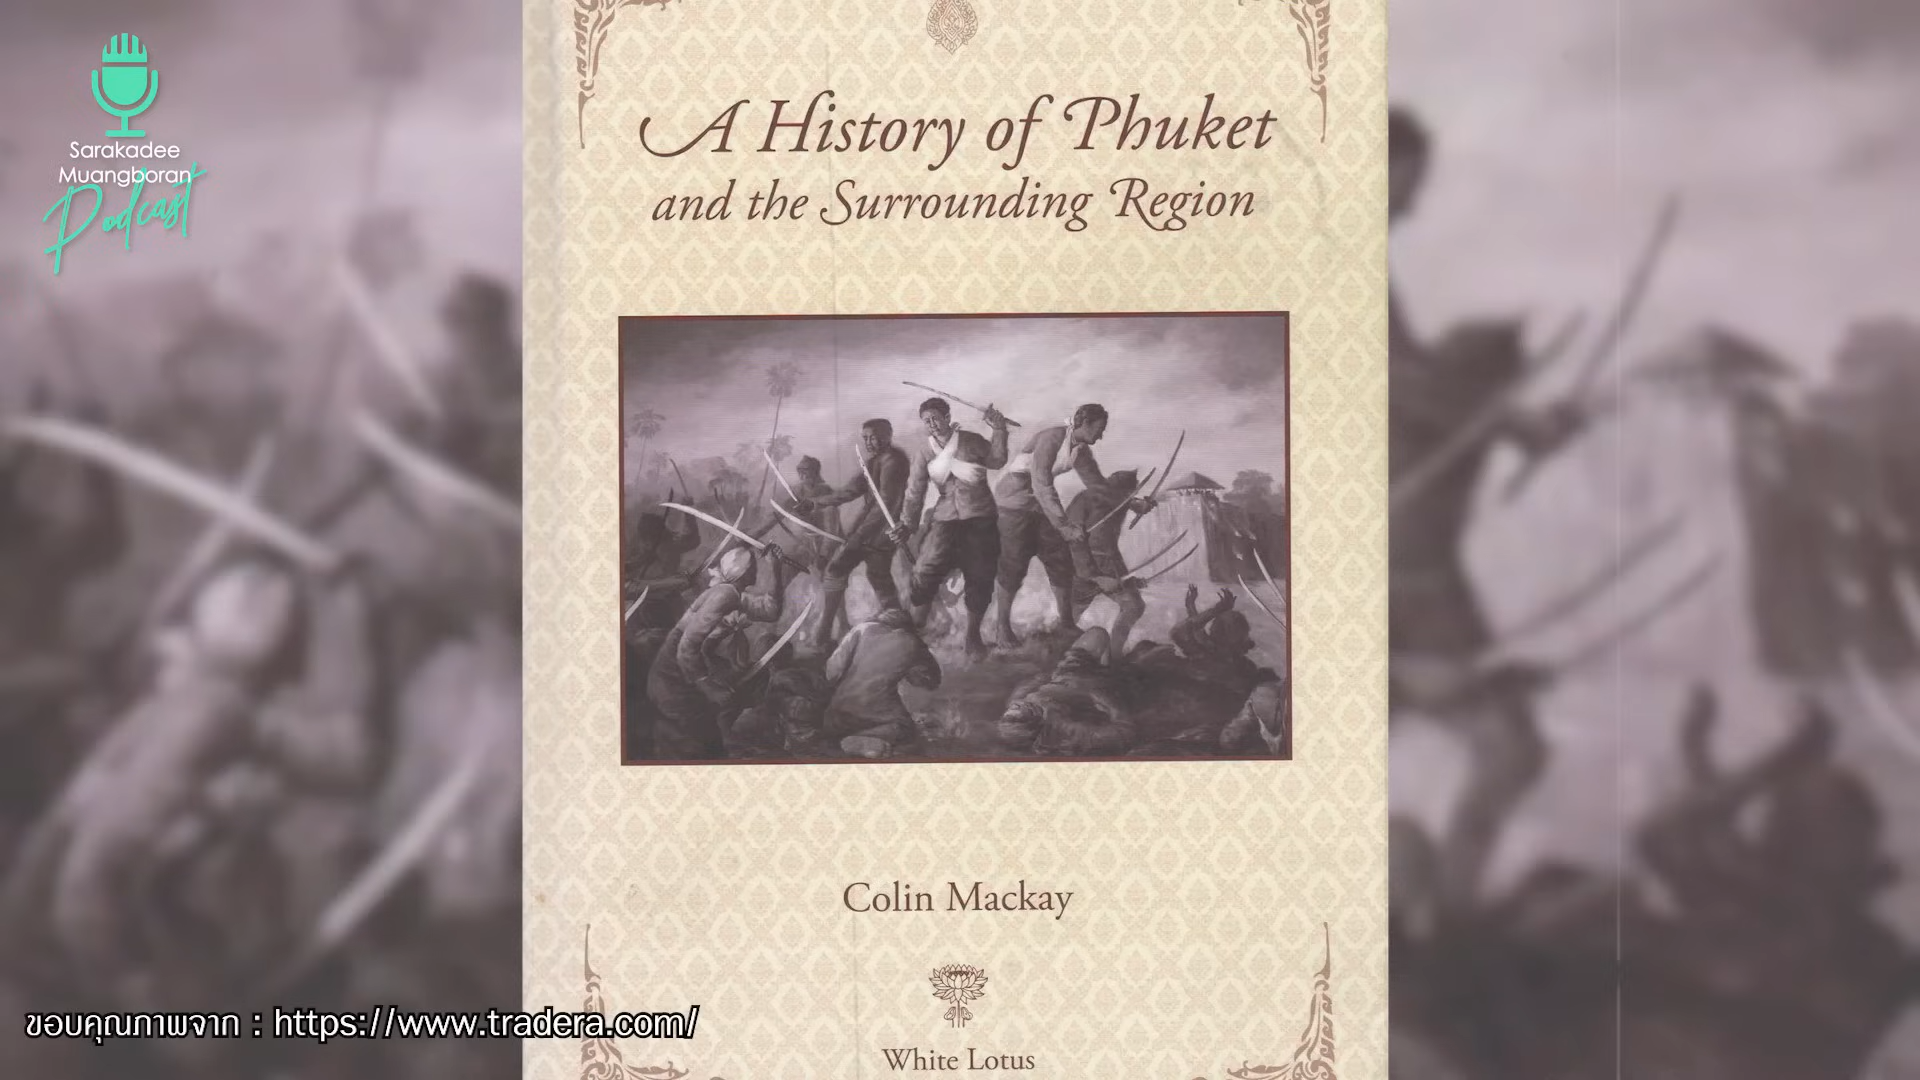 Sarakadee
Muangboran
Podcast
A History of Phuket
and the Surrounding Region
Colin Mackay
White Lotus
ขอบคุณภาพจาก : https://www.tradera.com/